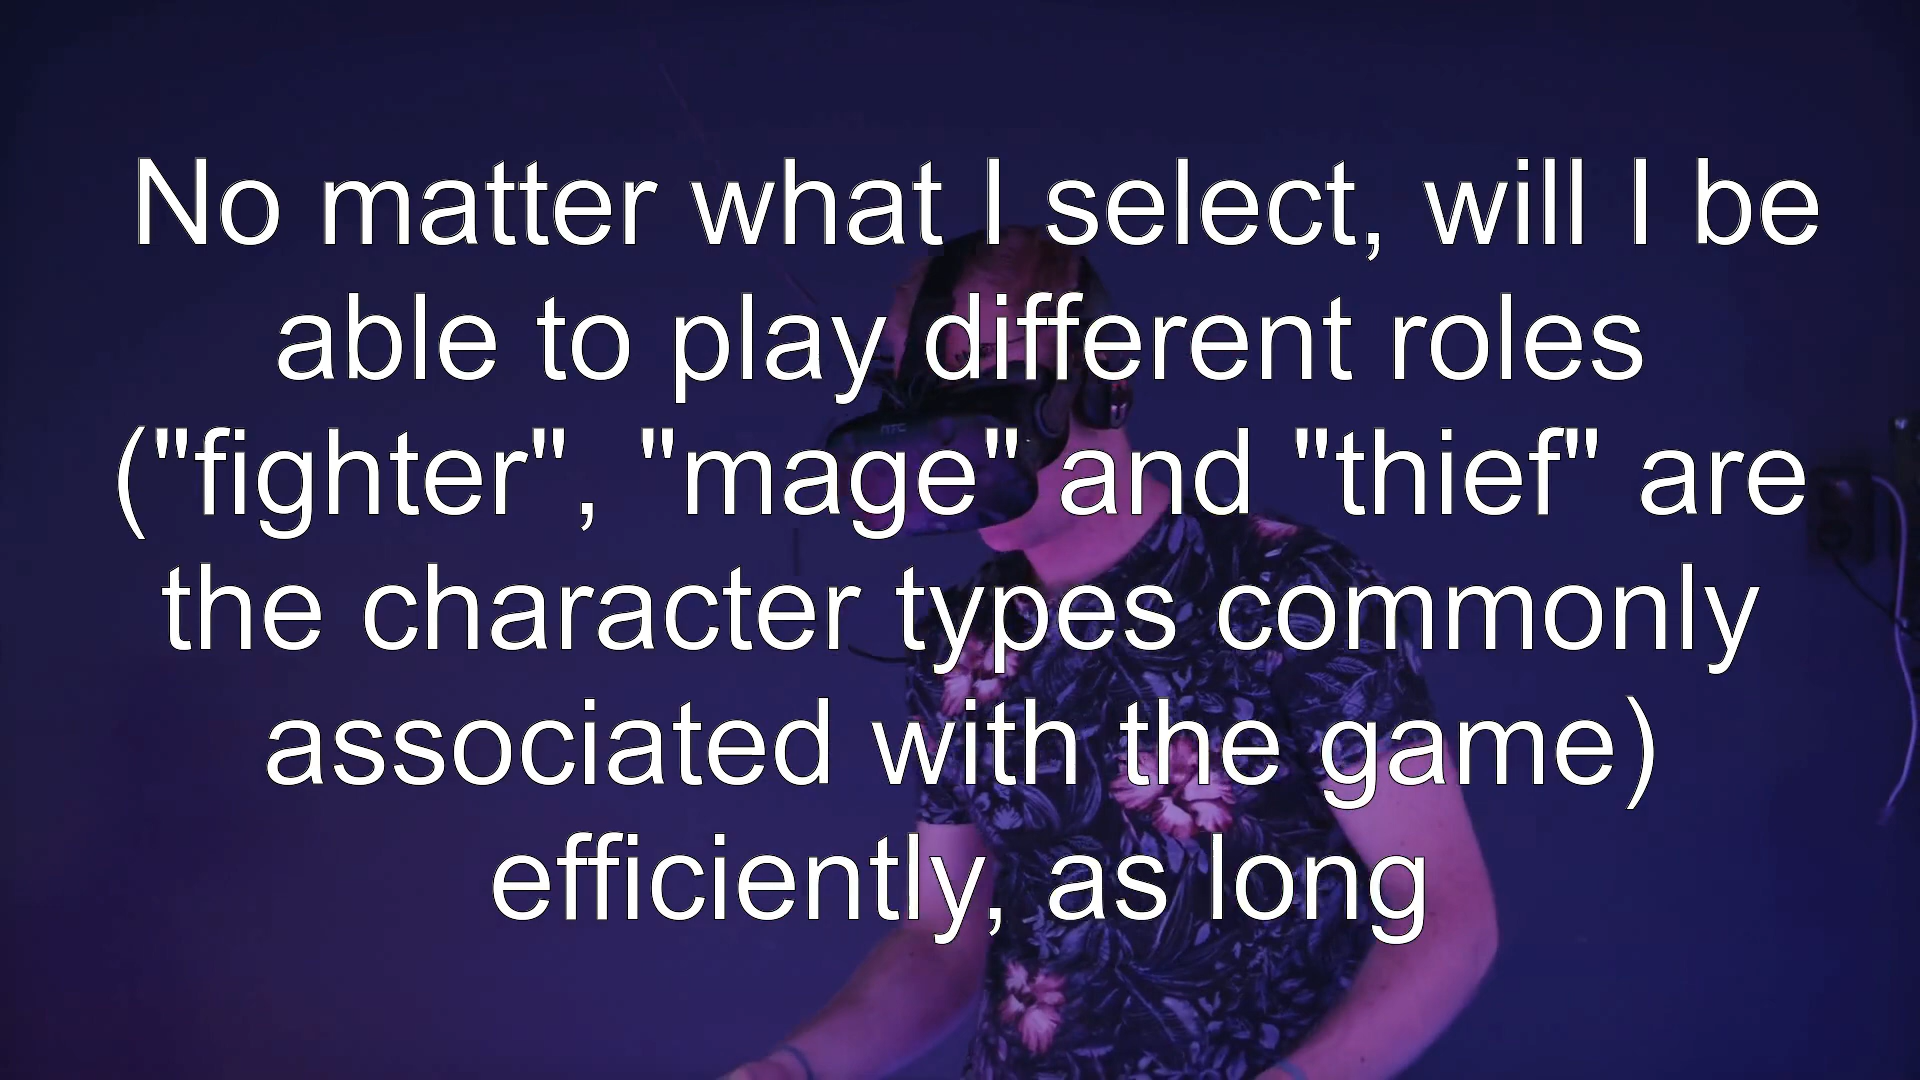 No matter what I select, will I be
able to play different roles
("fighter", "mage" and "thief" are
the character types commonly
associated with the game)
efficiently, as long
HTC